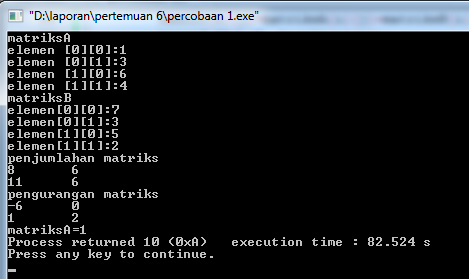 "D:\laporan\pertemuan 6\percobaan 1.exe"
matriksA
elemen [0][0]:1
elemen [0][1]:3
elemen [1][0]:6
elemen [1][1]:4
matriksB
elemen[0][0]:7
elemen[0][1]:3
elemen[1][0]:5
elemen[1][1]:2
penjumlahan matriks
8 6
11 6
pengurangan matriks
-6 0
1 2
matriksA=1
Process returned 10 (0xA) execution time : 82.524 s
Press any key to continue.